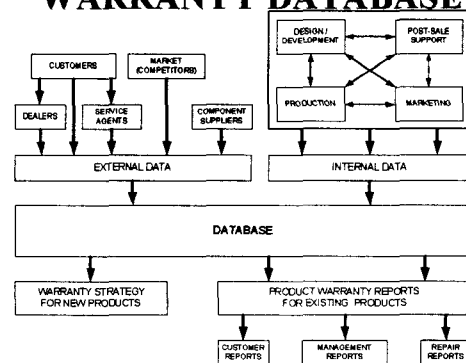 WARRANTY DATABASE
DESIGN /
DEVELOPMENT
POST-SALE
SUPPORT
CUSTOMERS
MARKET
(COMPETITORS)
PRODUCTION
MARKETING
DEALERS
SERVICE
AGENTS
COMPONENT
SUPPLIERS
EXTERNAL DATA
INTERNAL DATA
DATABASE
WARRANTY STRATEGY
FOR NEW PRODUCTS
PRODUCT WARRANTY REPORTS
FOR EXISTING PRODUCTS
CUSTOMER
REPORTS
MANAGEMENT
REPORTS
REPAIR
REPORTS